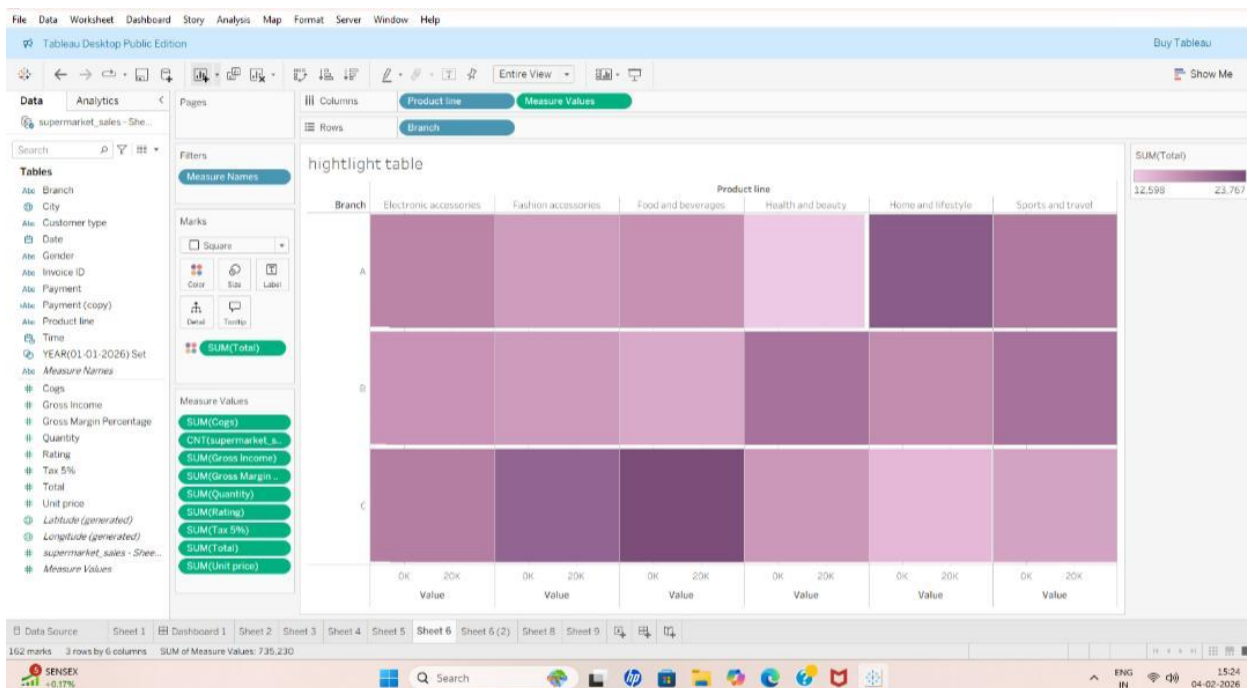 File Data Worksheet Dashboard Story Analysis Map Format Server Window Help
Tableau Desktop Public Edition Buy Tableau
Entire View Show Me
Data Analytics
supermarket_sales - She...
Search
Tables
Abc Branch
City
Abc Customer type
Date
Abc Gender
Abc Invoice ID
Abc Payment
Abc Payment (copy)
Abc Product line
Time
YEAR(01-01-2026) Set
Abc Measure Names
# Cogs
# Gross Income
# Gross Margin Percentage
# Quantity
# Rating
# Tax 5%
# Total
# Unit price
Latitude (generated)
Longitude (generated)
# supermarket_sales - Shee...
# Measure Values
Pages
Filters
Measure Names
Marks
Square
Color Size Label
Detail Tooltip
SUM(Total)
Measure Values
SUM(Cogs)
CNT(supermarket_s..
SUM(Gross Income)
SUM(Gross Margin ..
SUM(Quantity)
SUM(Rating)
SUM(Tax 5%)
SUM(Total)
SUM(Unit price)
Columns Product line Measure Values
Rows Branch
hightlight table
Product line
Branch Electronic accessories Fashion accessories Food and beverages Health and beauty Home and lifestyle Sports and travel
A
B
C
0K 20K 0K 20K 0K 20K 0K 20K 0K 20K 0K 20K
Value Value Value Value Value Value
SUM(Total)
12,598 23,767
Data Source Sheet 1 Dashboard 1 Sheet 2 Sheet 3 Sheet 4 Sheet 5 Sheet 6 Sheet 6 (2) Sheet 8 Sheet 9
162 marks 3 rows by 6 columns SUM of Measure Values: 735,230
SENSEX
+0.17%
Search
ENG
IN
15:24
04-02-2026